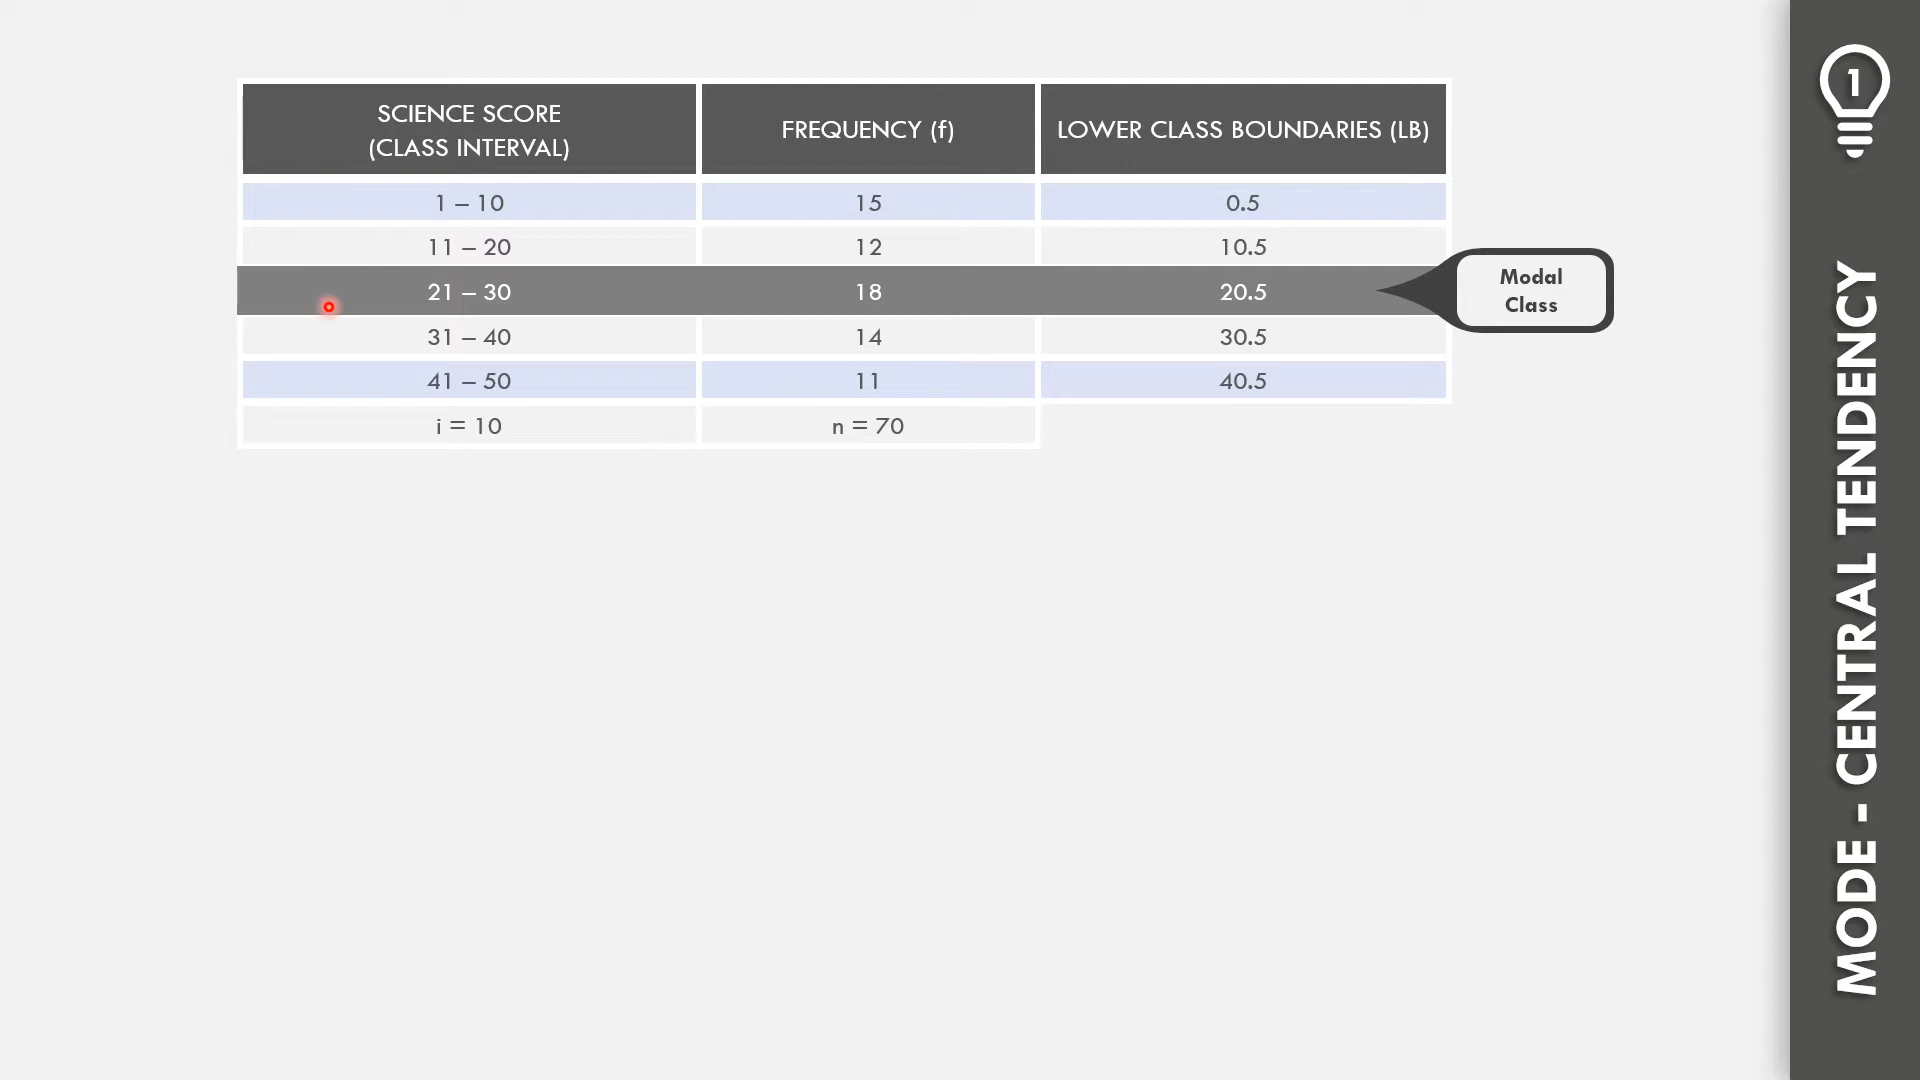 SCIENCE SCORE
(CLASS INTERVAL)
FREQUENCY (f)
LOWER CLASS BOUNDARIES (LB)
1 – 10 15 0.5
11 – 20 12 10.5
21 – 30 18 20.5
Modal
Class
31 – 40 14 30.5
41 – 50 11 40.5
i = 10 n = 70
1
MODE - CENTRAL TENDENCY